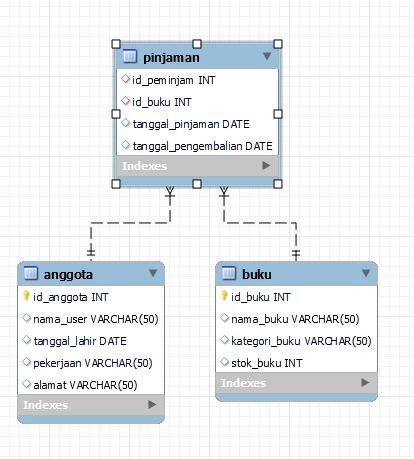 pinjaman
id_peminjam INT
id_buku INT
tanggal_pinjaman DATE
tanggal_pengembalian DATE
Indexes
anggota
id_anggota INT
nama_user VARCHAR(50)
tanggal_lahir DATE
pekerjaan VARCHAR(50)
alamat VARCHAR(50)
Indexes
buku
id_buku INT
nama_buku VARCHAR(50)
kategori_buku VARCHAR(50)
stok_buku INT
Indexes